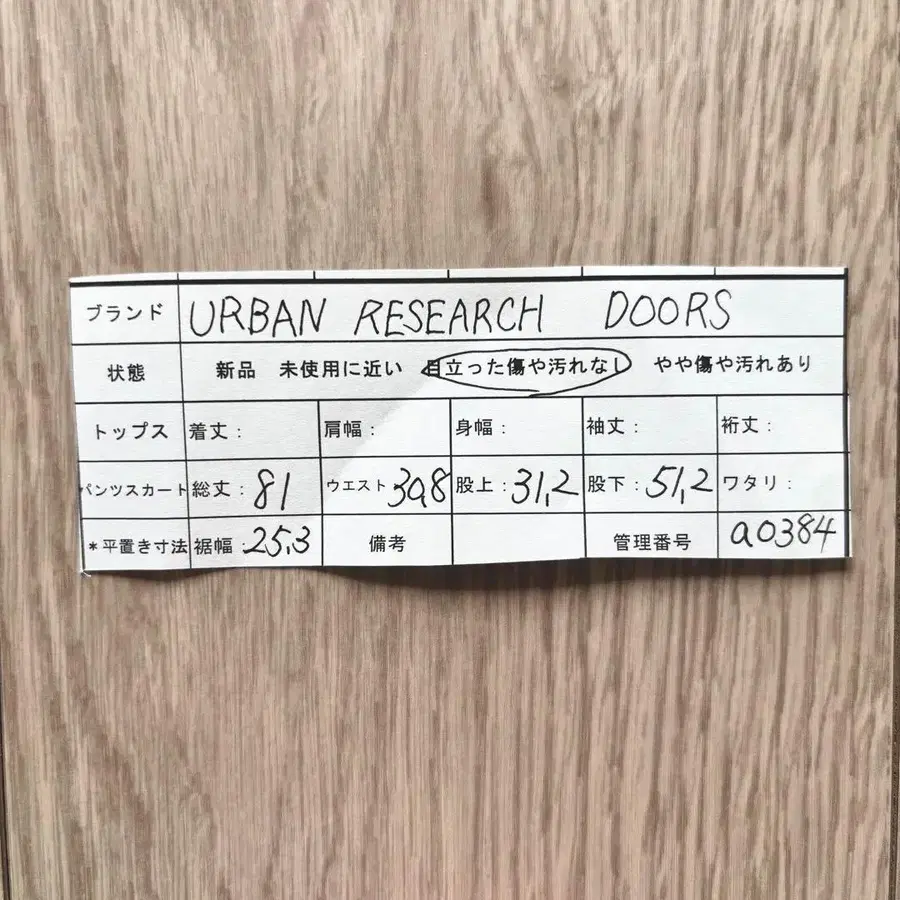 ブランド URBAN RESEARCH DOORS
状態 新品 未使用に近い 目立った傷や汚れなし やや傷や汚れあり
トップス 着丈： 肩幅： 身幅： 袖丈： 裄丈：
パンツスカート 総丈：81 ウエスト 30,8 股上：31,2 股下：51,2 ワタリ：
＊平置き寸法 裾幅：25,3 備考 管理番号 a0384